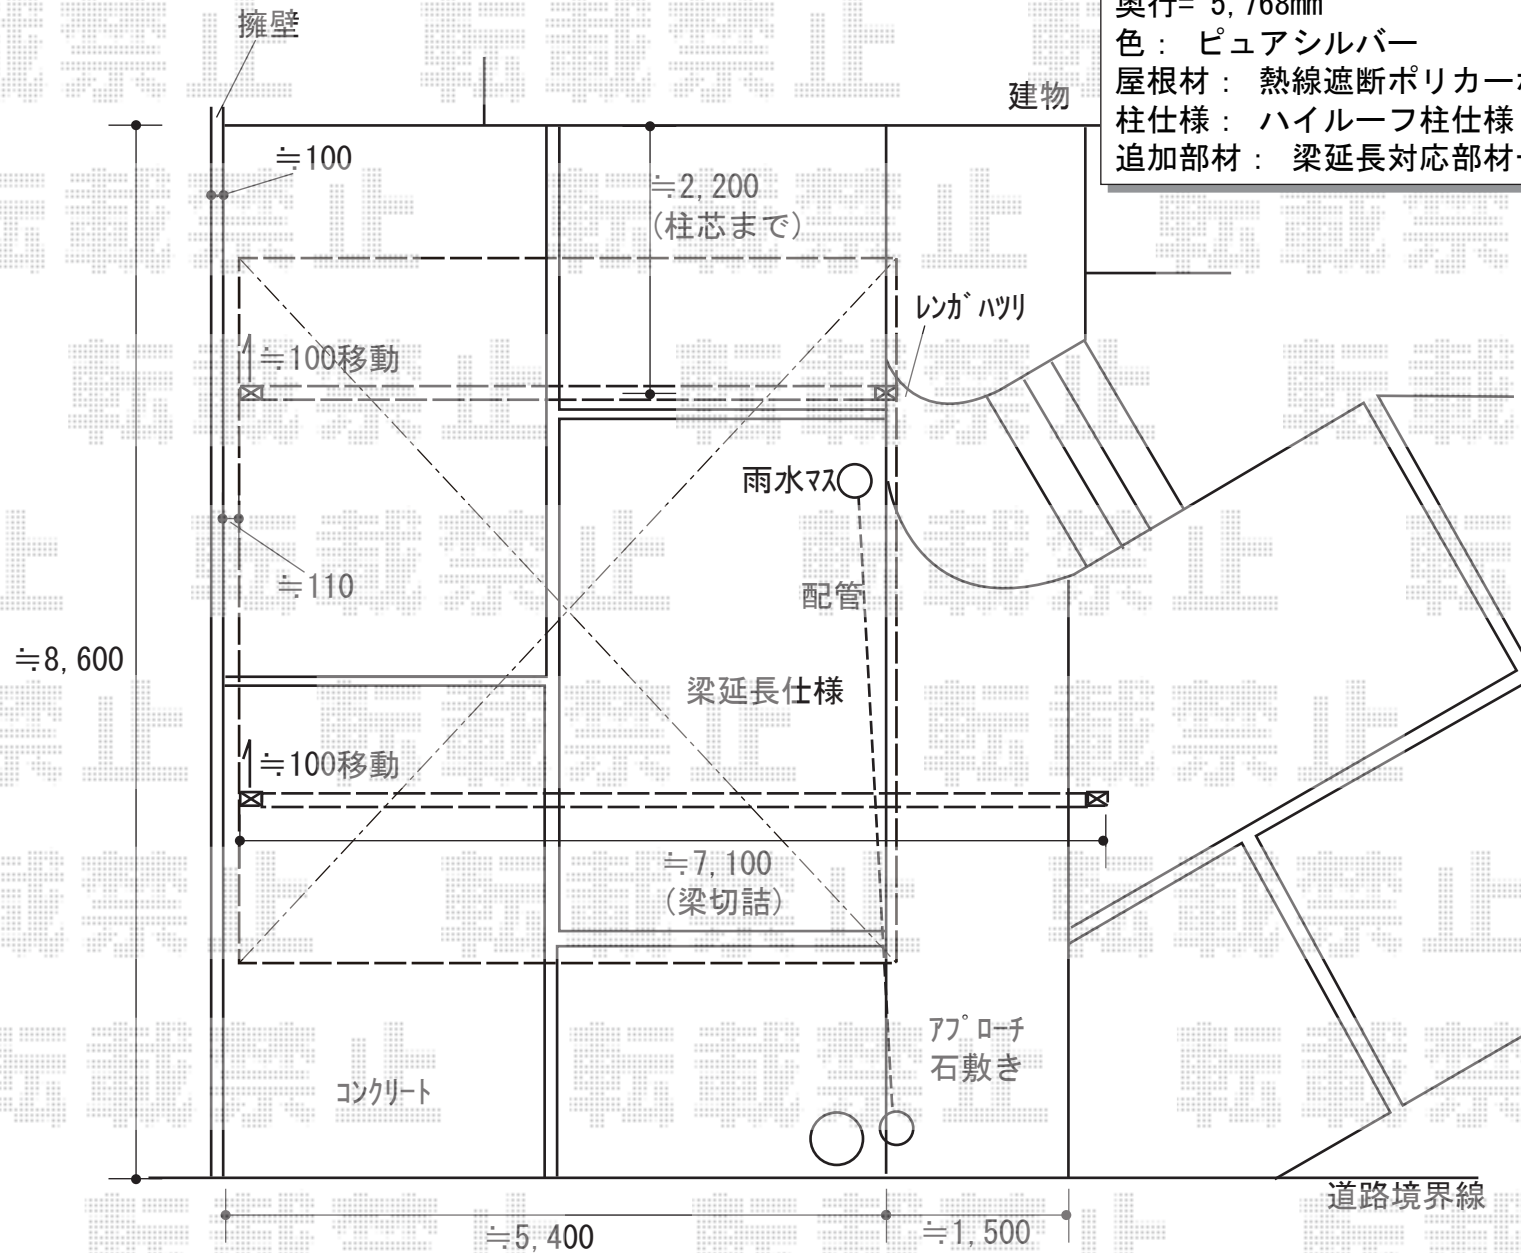 擁壁
奥行= 5,768mm
色： ピュアシルバー
屋根材： 熱線遮断ポリカーボ
柱仕様： ハイルーフ柱仕様
追加部材： 梁延長対応部材セ
建物
≒100
≒2,200
(柱芯まで)
レンガハツリ
≒100移動
雨水マス
≒110
配管
≒8,600
梁延長仕様
≒100移動
≒7,100
(梁切詰)
アプローチ
石敷き
コンクリート
道路境界線
≒5,400
≒1,500
転載禁止